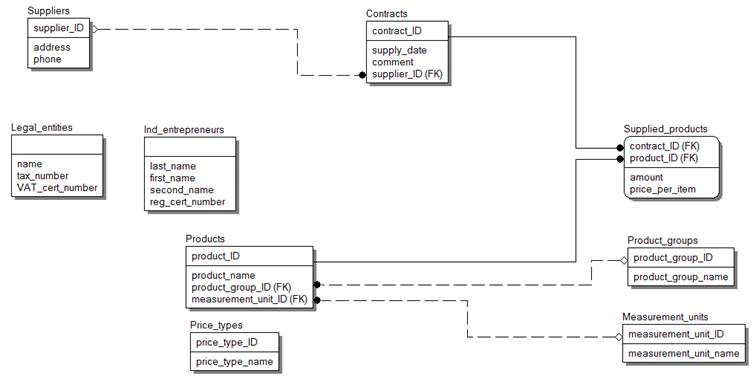 Suppliers
supplier_ID
address
phone
Contracts
contract_ID
supply_date
comment
supplier_ID (FK)
Legal_entities
name
tax_number
VAT_cert_number
Ind_entrepreneurs
last_name
first_name
second_name
reg_cert_number
Supplied_products
contract_ID (FK)
product_ID (FK)
amount
price_per_item
Products
product_ID
product_name
product_group_ID (FK)
measurement_unit_ID (FK)
Product_groups
product_group_ID
product_group_name
Price_types
price_type_ID
price_type_name
Measurement_units
measurement_unit_ID
measurement_unit_name